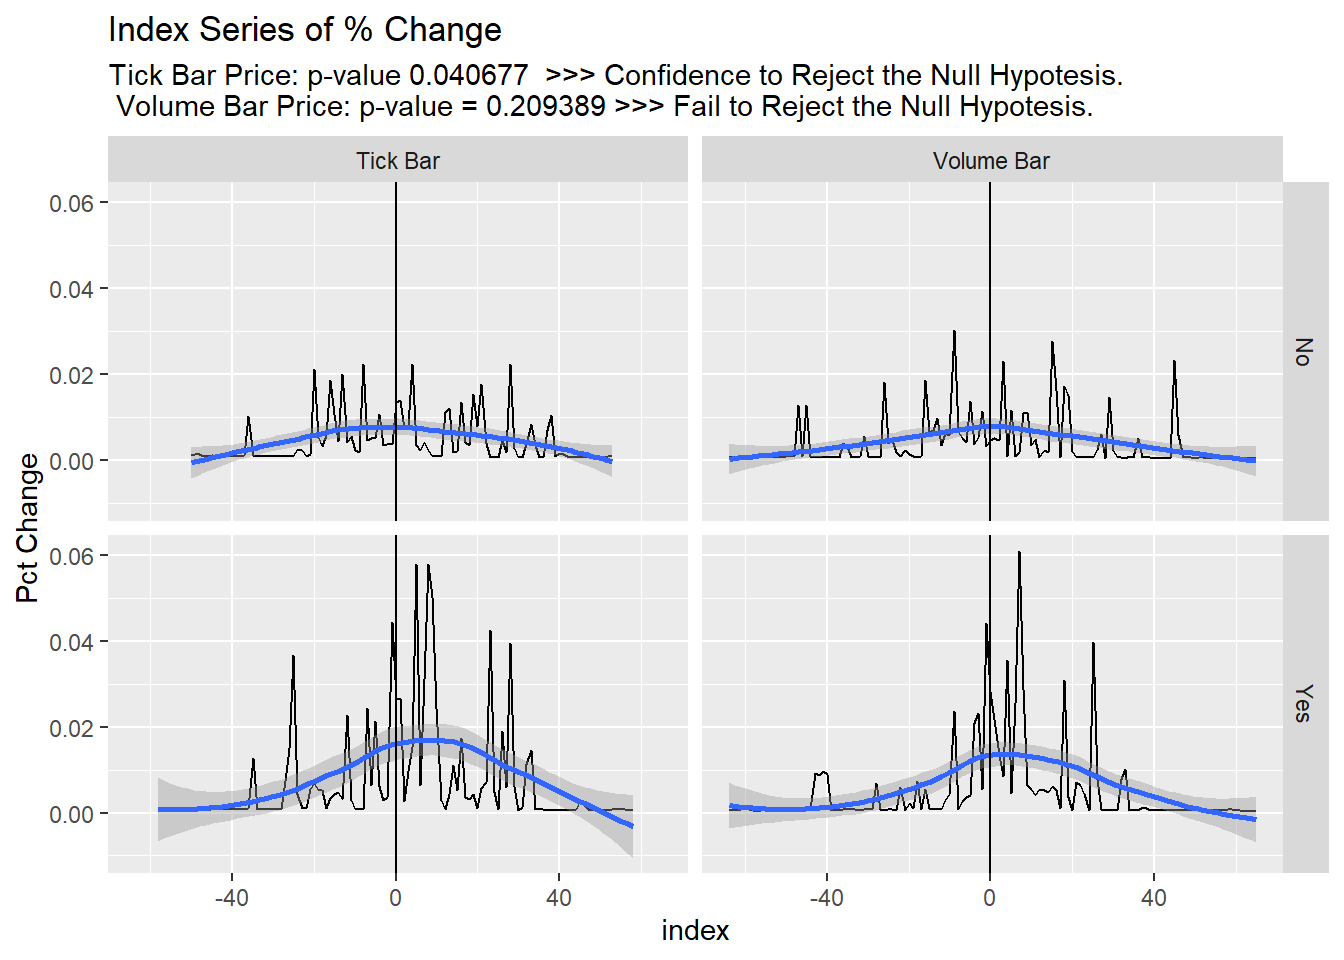 Index Series of % Change
Tick Bar Price: p-value 0.040677  >>> Confidence to Reject the Null Hypotesis.
Volume Bar Price: p-value = 0.209389 >>> Fail to Reject the Null Hypotesis.
Tick Bar
Volume Bar
0.06
0.04
0.02
0.00
No
Pct Change
0.06
0.04
0.02
0.00
Yes
-40
0
40
-40
0
40
index